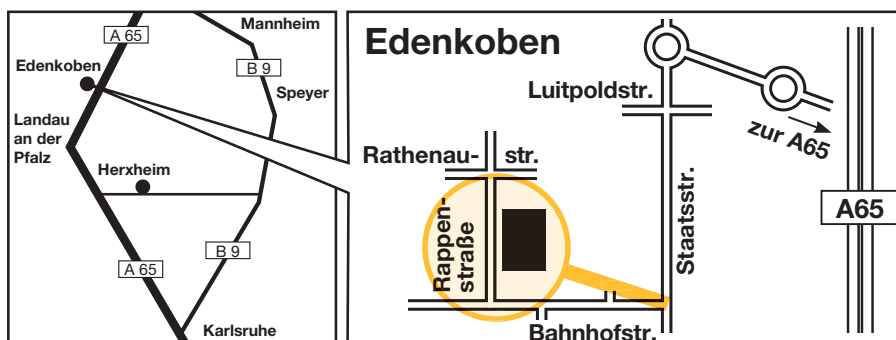 Mannheim
A 65
Edenkoben
B 9
Speyer
Landau
an der
Pfalz
Herxheim
B 9
A 65
Karlsruhe
Edenkoben
Luitpoldstr.
zur A65
Rathenau- str.
Rappen-
straße
Staatsstr.
A65
Bahnhofstr.